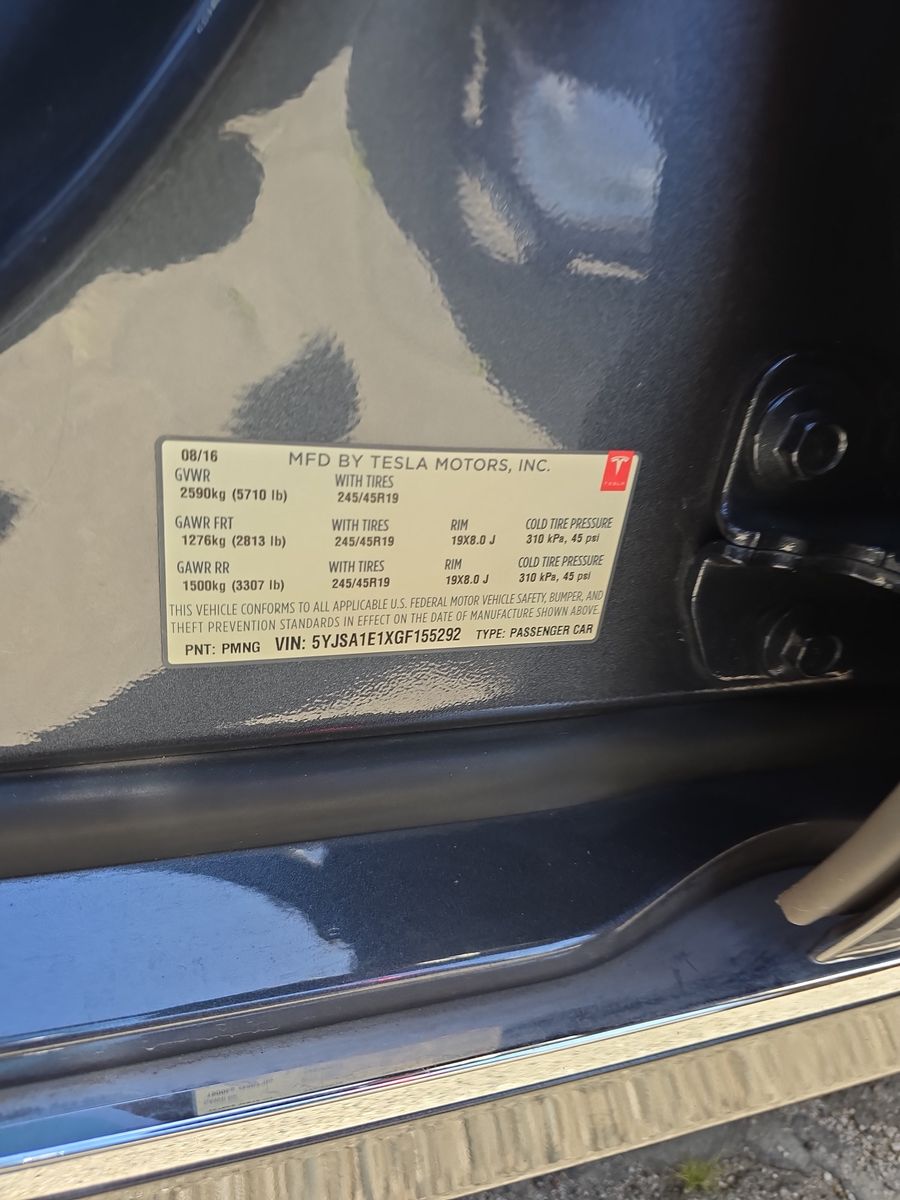 08/16 MFD BY TESLA MOTORS, INC.
TESLA
GVWR WITH TIRES
2590kg (5710 lb) 245/45R19
GAWR FRT WITH TIRES RIM COLD TIRE PRESSURE
1276kg (2813 lb) 245/45R19 19X8.0 J 310 kPa, 45 psi
GAWR RR WITH TIRES RIM COLD TIRE PRESSURE
1500kg (3307 lb) 245/45R19 19X8.0 J 310 kPa, 45 psi
THIS VEHICLE CONFORMS TO ALL APPLICABLE U.S. FEDERAL MOTOR VEHICLE SAFETY, BUMPER, AND
THEFT PREVENTION STANDARDS IN EFFECT ON THE DATE OF MANUFACTURE SHOWN ABOVE.
PNT: PMNG VIN: 5YJSA1E1XGF155292 TYPE: PASSENGER CAR